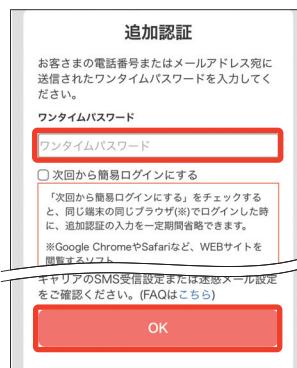 追加認証
お客さまの電話番号またはメールアドレス宛に
送信されたワンタイムパスワードを入力してく
ださい。
ワンタイムパスワード
ワンタイムパスワード
次回から簡易ログインにする
「次回から簡易ログインにする」をチェックする
と、同じ端末の同じブラウザ(※)でログインした時
に、追加認証の入力を一定期間省略できます。
※Google ChromeやSafariなど、WEBサイトを
閲覧するソフト
キャリアのSMS受信設定または迷惑メール設定
をご確認ください。(FAQはこちら)
OK